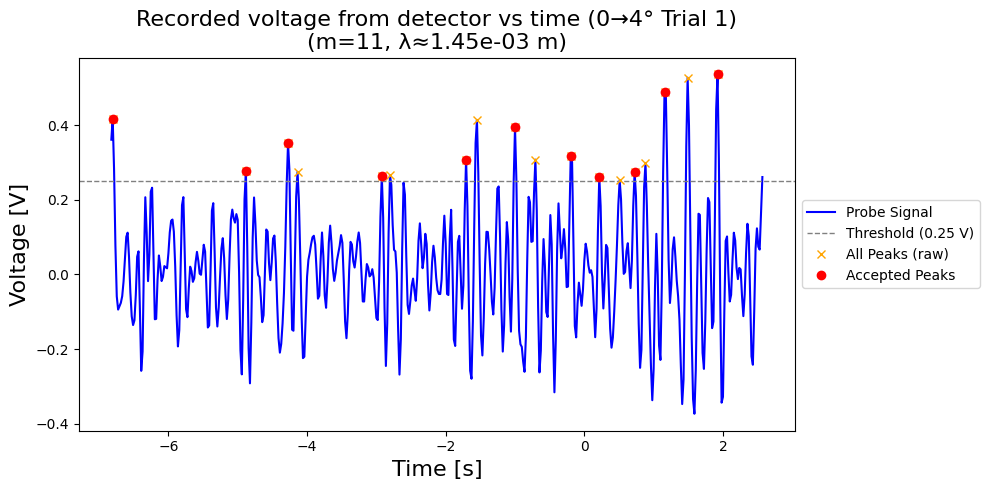 Recorded voltage from detector vs time (0→4° Trial 1)
(m=11, λ≈1.45e-03 m)
Voltage [V]
0.4
0.2
0.0
−0.2
−0.4
−6
−4
−2
0
2
Time [s]
Probe Signal
Threshold (0.25 V)
All Peaks (raw)
Accepted Peaks